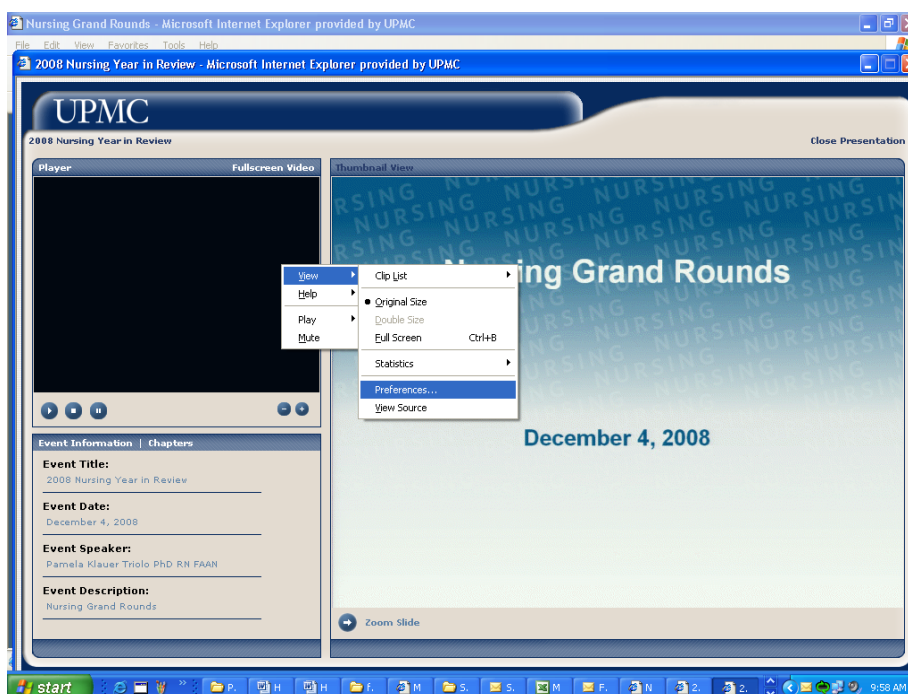 Nursing Grand Rounds - Microsoft Internet Explorer provided by UPMC
File Edit View Favorites Tools Help
2008 Nursing Year in Review - Microsoft Internet Explorer provided by UPMC
UPMC
2008 Nursing Year in Review
Close Presentation
Player
Fullscreen Video
Thumbnail View
View
Help
Play
Mute
Clip List
Original Size
Double Size
Full Screen Ctrl+B
Statistics
Preferences...
View Source
ing Grand Rounds
December 4, 2008
Event Information | Chapters
Event Title:
2008 Nursing Year in Review
Event Date:
December 4, 2008
Event Speaker:
Pamela Klauer Triolo PhD RN FAAN
Event Description:
Nursing Grand Rounds
Zoom Slide
start P. H H f. M S. S. M F. N 2. 2. 9:58 AM